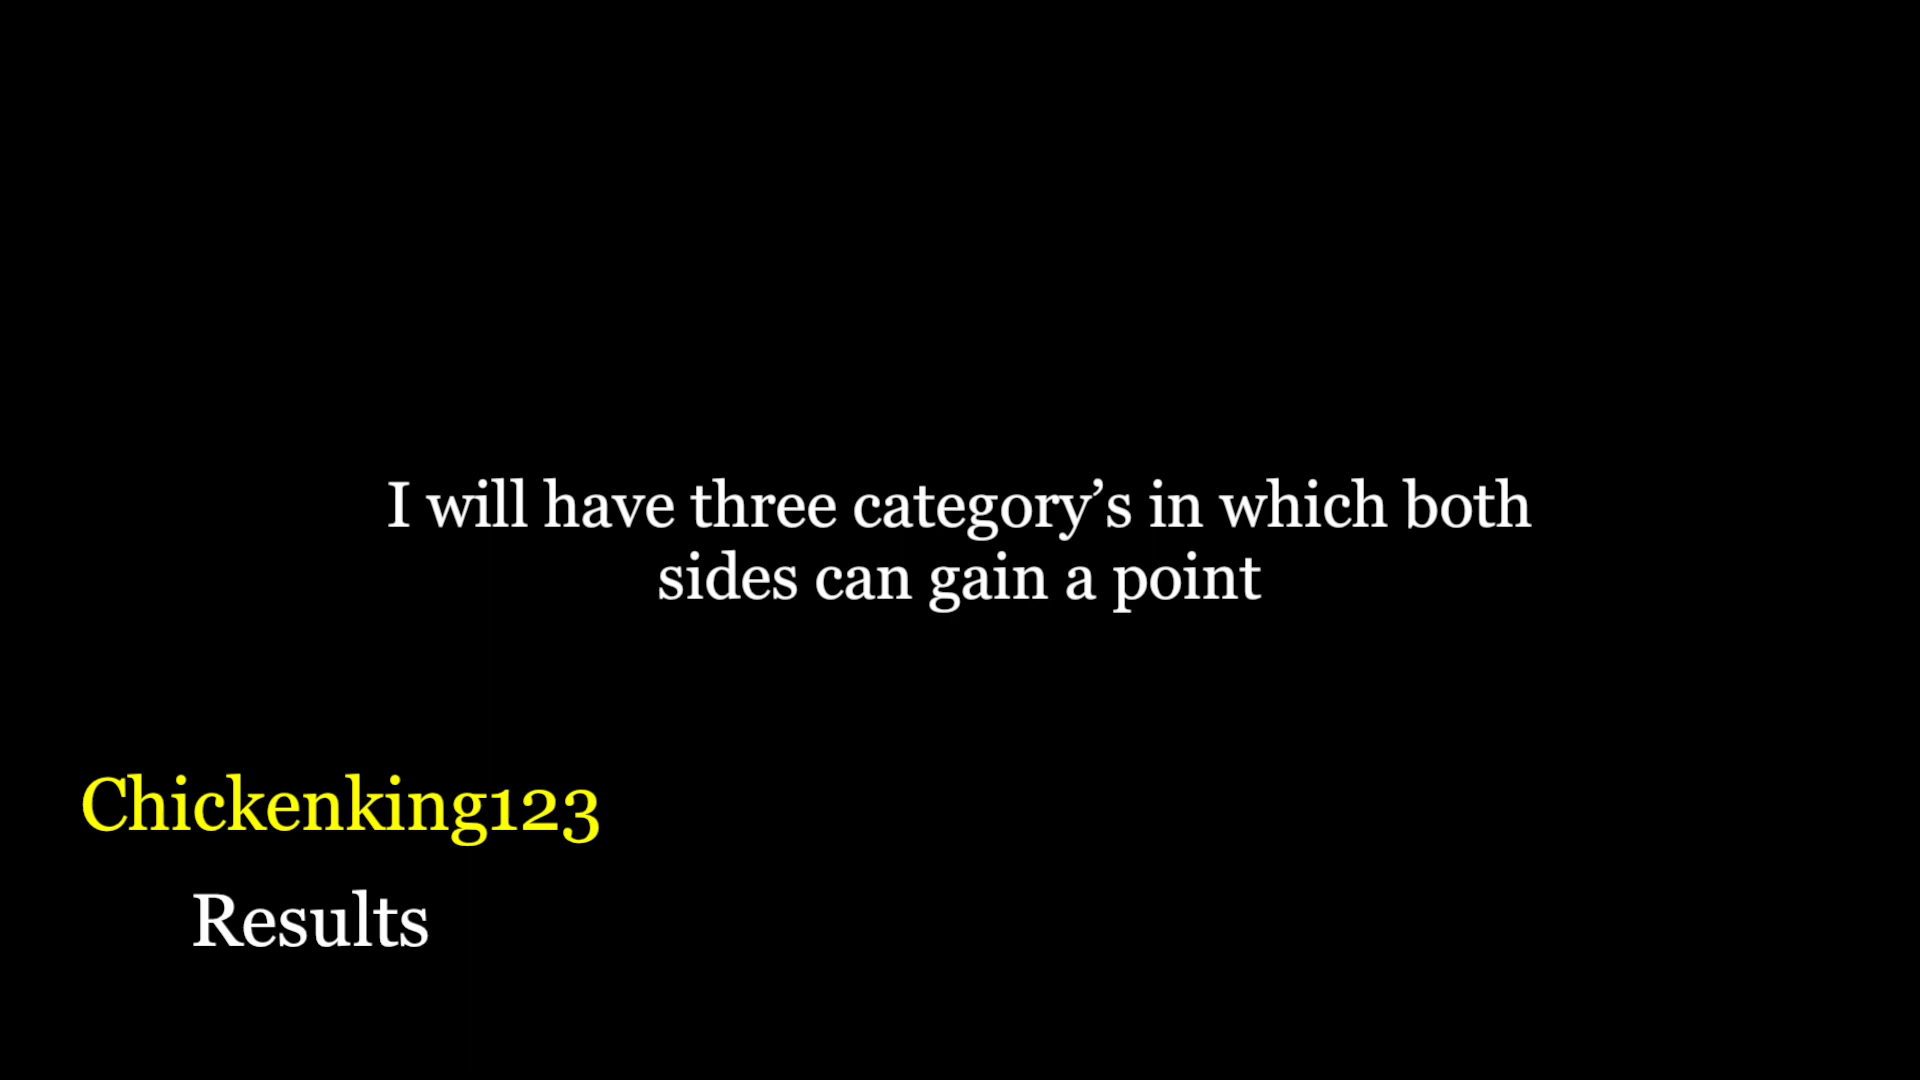 I will have three category’s in which both
sides can gain a point
Chickenking123
Results